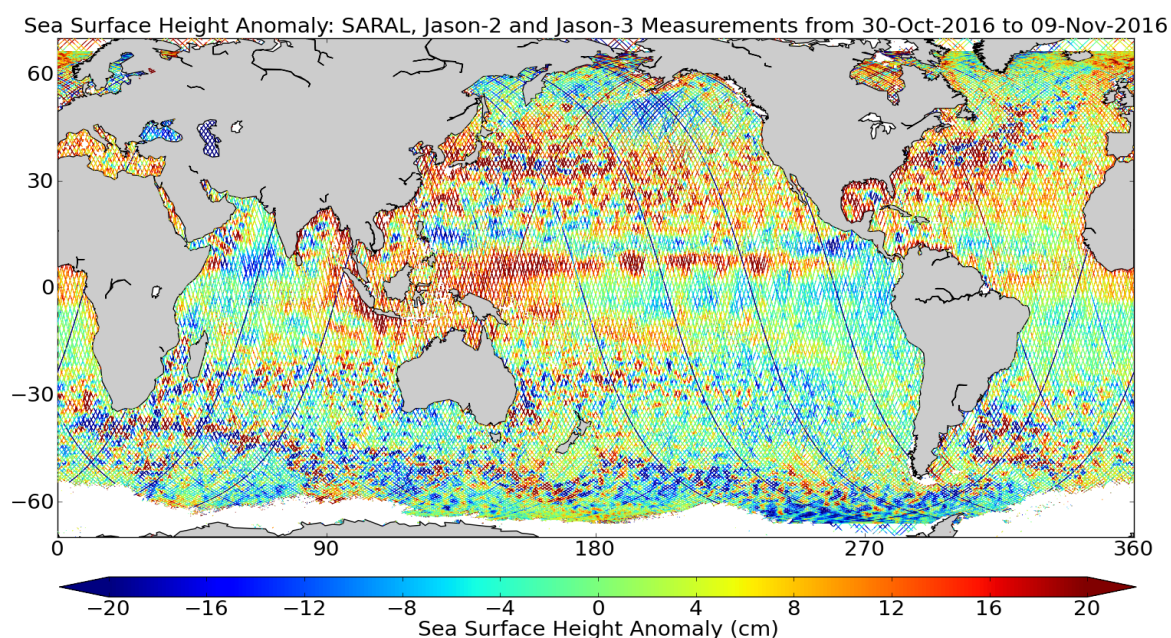 Sea Surface Height Anomaly: SARAL, Jason-2 and Jason-3 Measurements from 30-Oct-2016 to 09-Nov-2016
60
30
0
−30
−60
0 90 180 270 360
−20 −16 −12 −8 −4 0 4 8 12 16 20
Sea Surface Height Anomaly (cm)